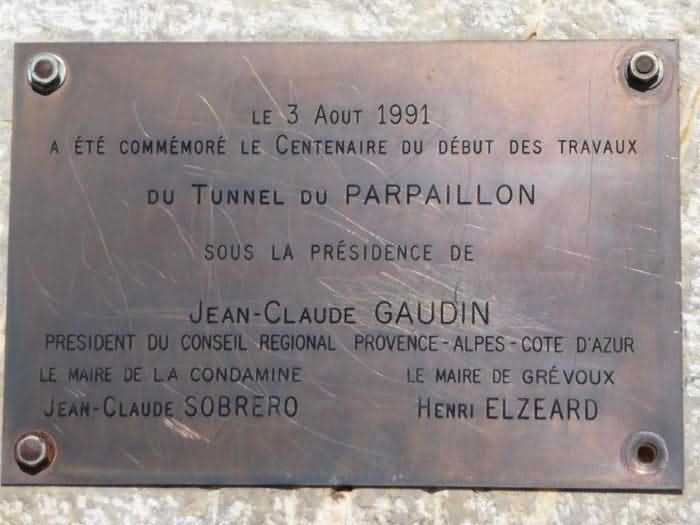 LE 3 AOUT 1991
A ÉTÉ COMMÉMORÉ LE CENTENAIRE DU DÉBUT DES TRAVAUX
DU TUNNEL DU PARPAILLON
SOUS LA PRÉSIDENCE DE
JEAN-CLAUDE GAUDIN
PRESIDENT DU CONSEIL REGIONAL PROVENCE-ALPES-COTE D'AZUR
LE MAIRE DE LA CONDAMINE LE MAIRE DE GRÉVOUX
JEAN-CLAUDE SOBRERO HENRI ELZEARD